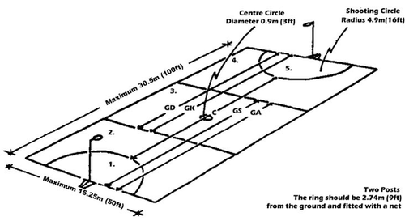 Centre Circle
Diameter 0.9m (3ft)
Shooting Circle
Radius 4.9m(16ft)
Maximum 30.5m (100ft)
4.
5.
3.
GD
GK
C
GS
GA
2.
1.
Maximum 15.25m (50ft)
Two Posts
The ring should be 2.74m (9ft)
from the ground and fitted with a net